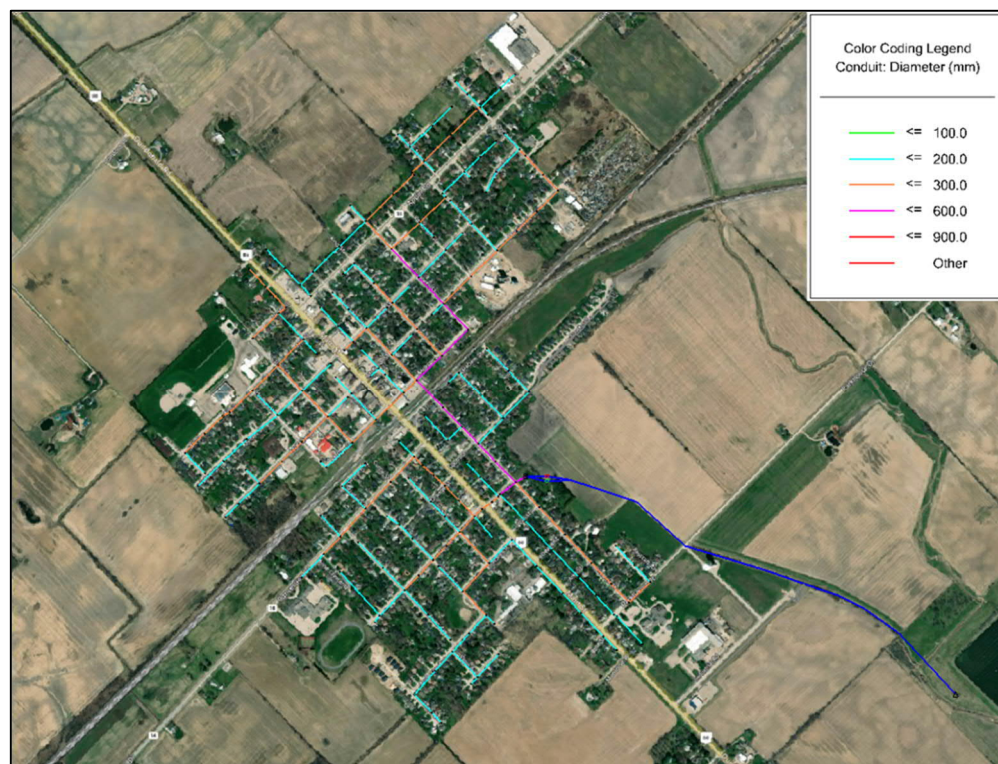 Color Coding Legend
Conduit: Diameter (mm)
<= 100.0
<= 200.0
<= 300.0
<= 600.0
<= 900.0
Other